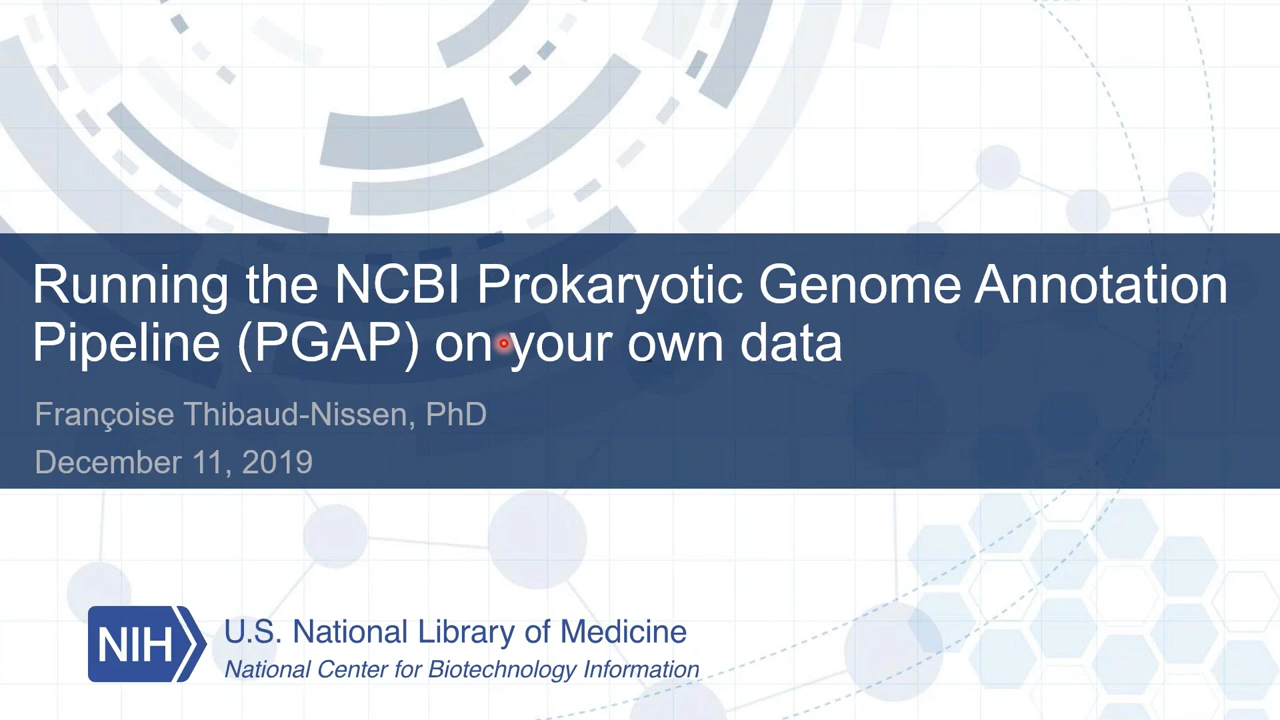 Running the NCBI Prokaryotic Genome Annotation
Pipeline (PGAP) on your own data
Françoise Thibaud-Nissen, PhD
December 11, 2019
NIH
U.S. National Library of Medicine
National Center for Biotechnology Information